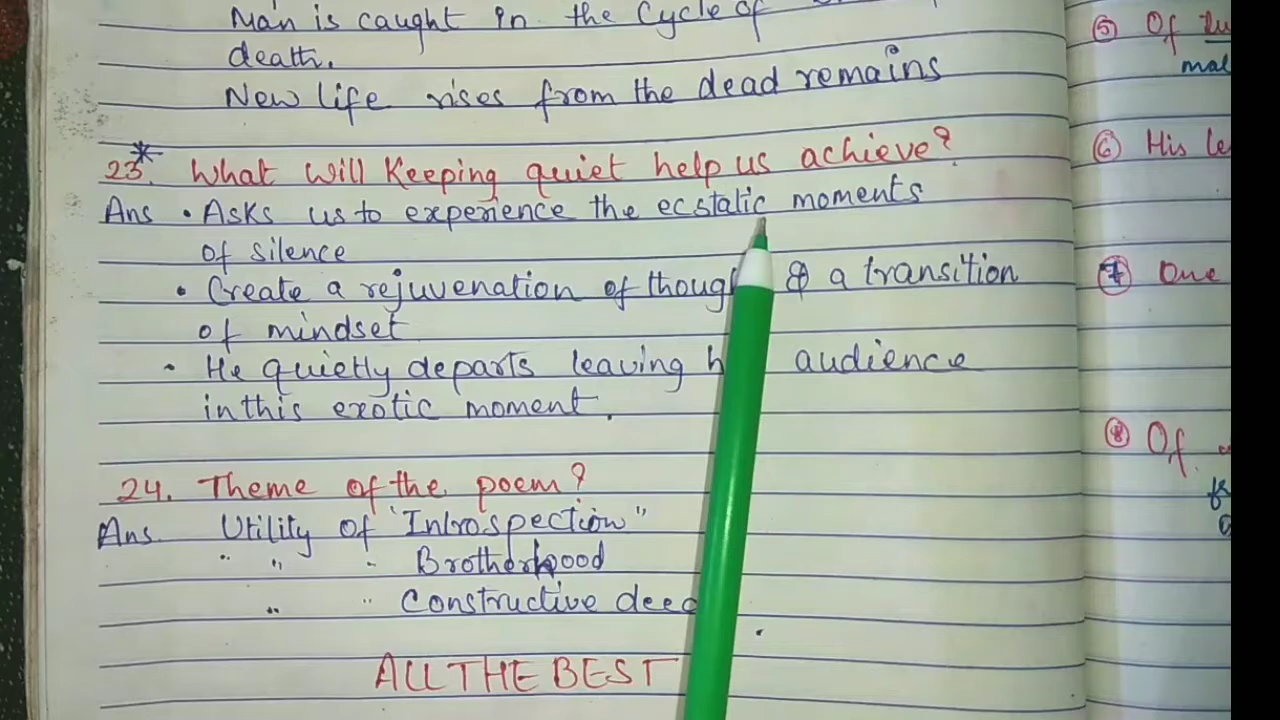 Man is caught in the Cycle of
death.
New life rises from the dead remains
23*. What will Keeping quiet help us achieve?
Ans • Asks us to experience the ecstatic moments
of silence
• Create a rejuvenation of though & a transition
of mindset
• He quietly departs leaving h audience
in this exotic moment.
24. Theme of the poem?
Ans. Utility of "Introspection"
" " " Brotherhood
" " Constructive deed
ALL THE BEST
5 Of
mal
6 His le
7 One
8 Of